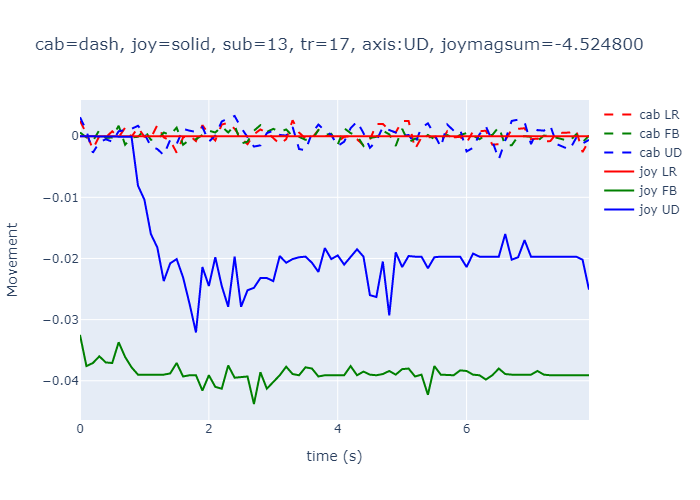 cab=dash, joy=solid, sub=13, tr=17, axis:UD, joymagsum=-4.524800
cab LR
cab FB
cab UD
joy LR
joy FB
joy UD
0
−0.01
−0.02
−0.03
−0.04
Movement
0 2 4 6
time (s)